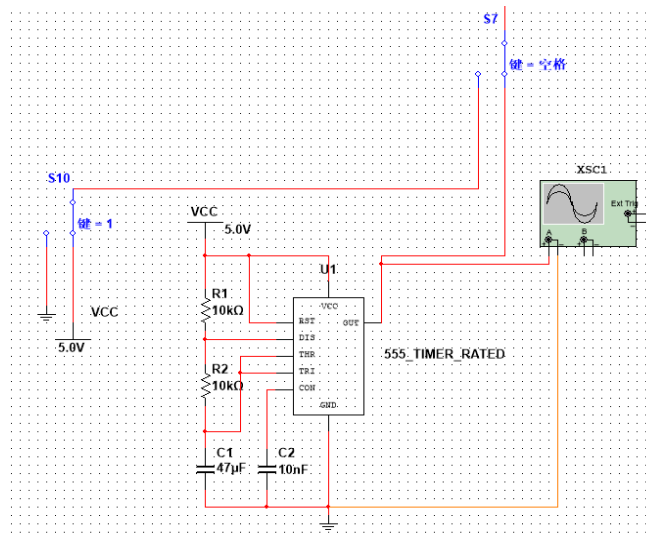 S7
键 = 空格
XSC1
Ext Trig
A
B
S10
键 = 1
VCC
5.0V
VCC
5.0V
U1
R1
10kΩ
R2
10kΩ
VCC
RST
OUT
DIS
THR
TRI
CON
GND
555_TIMER_RATED
C1
47µF
C2
10nF